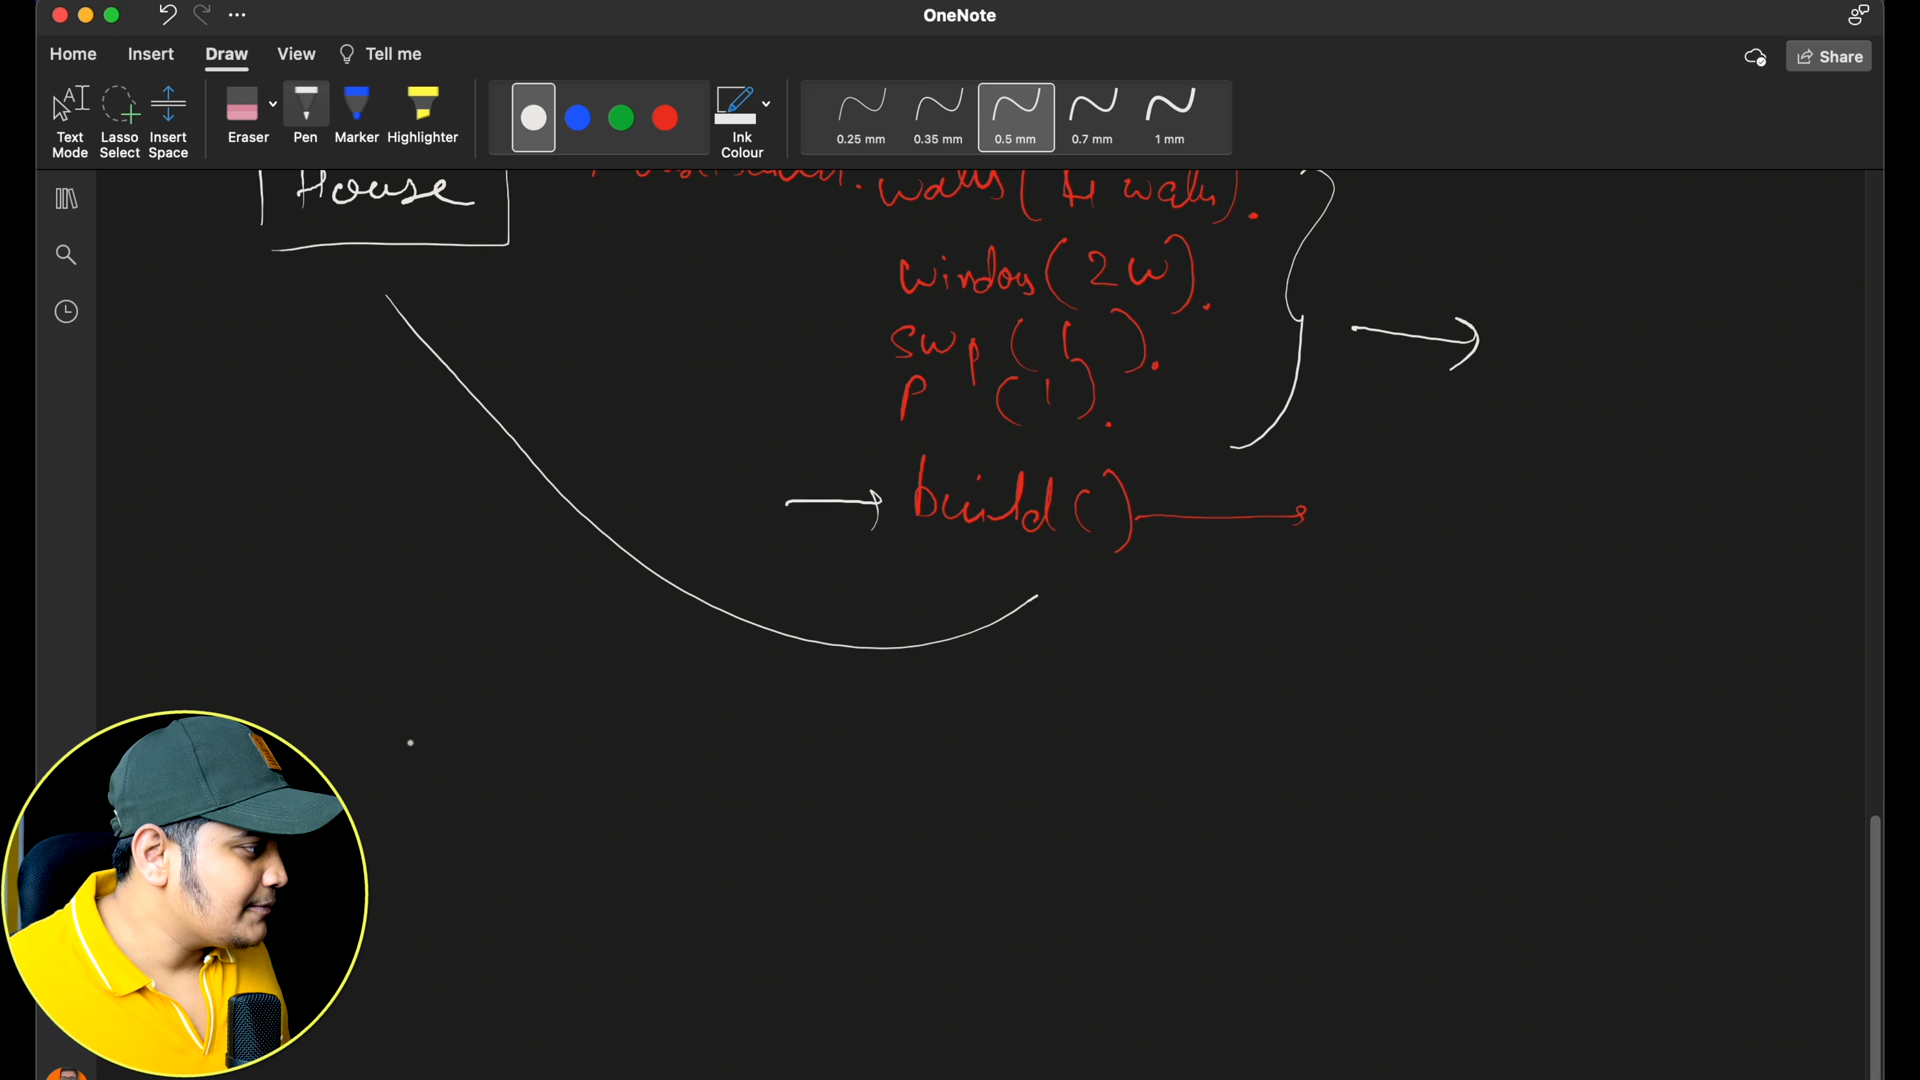 OneNote
Home Insert Draw View Tell me
Share
Text Mode
Lasso Select
Insert Space
Eraser
Pen
Marker
Highlighter
Ink Colour
0.25 mm
0.35 mm
0.5 mm
0.7 mm
1 mm
House
. walls (4 walls).
windows (2w).
swp ( 1 ).
P (1).
build()